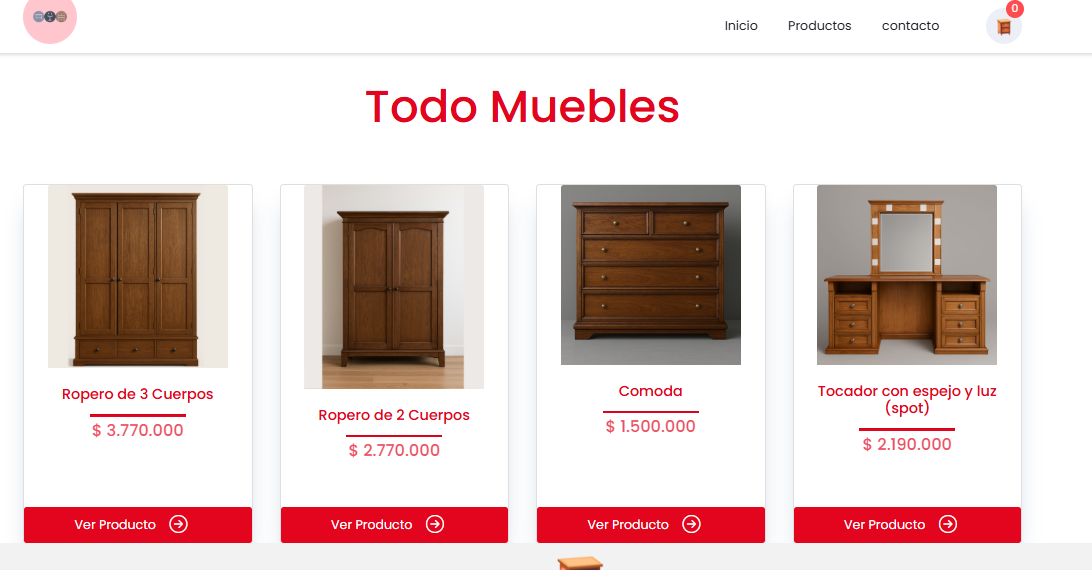 Inicio
Productos
contacto
0
Todo Muebles
Ropero de 3 Cuerpos
$ 3.770.000
Ver Producto
Ropero de 2 Cuerpos
$ 2.770.000
Ver Producto
Comoda
$ 1.500.000
Ver Producto
Tocador con espejo y luz
(spot)
$ 2.190.000
Ver Producto